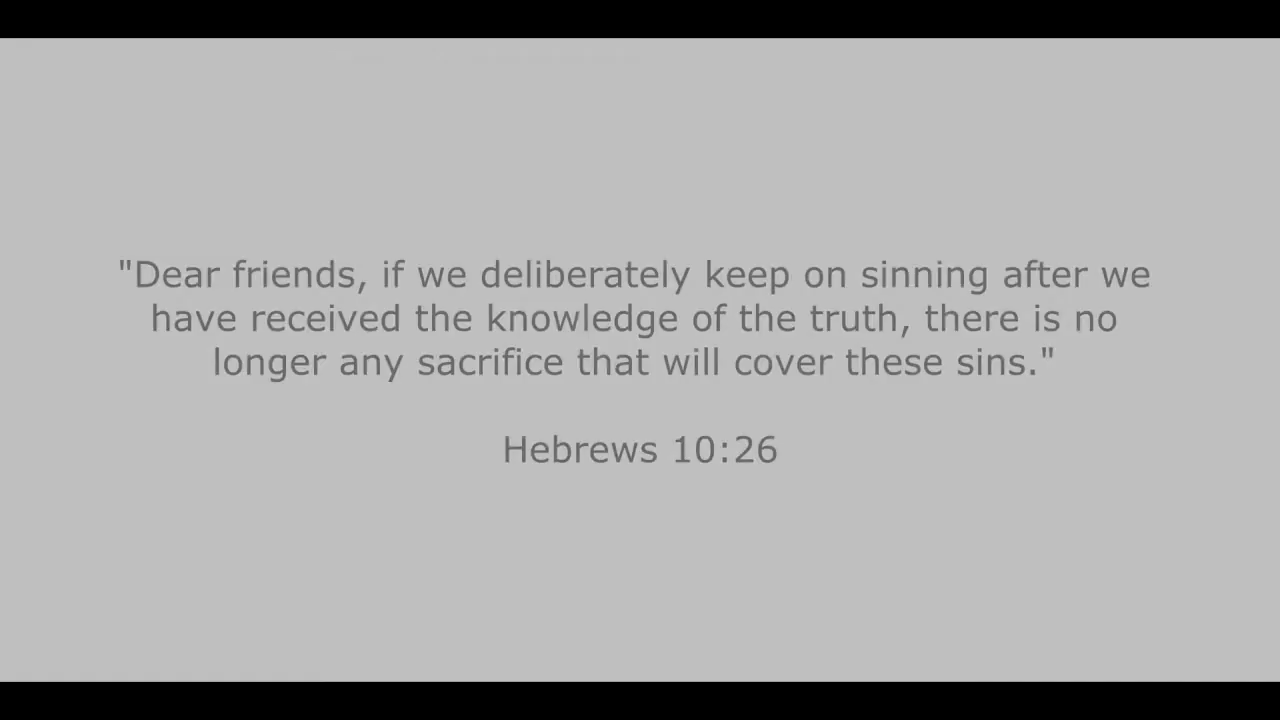 "Dear friends, if we deliberately keep on sinning after we
have received the knowledge of the truth, there is no
longer any sacrifice that will cover these sins."
Hebrews 10:26